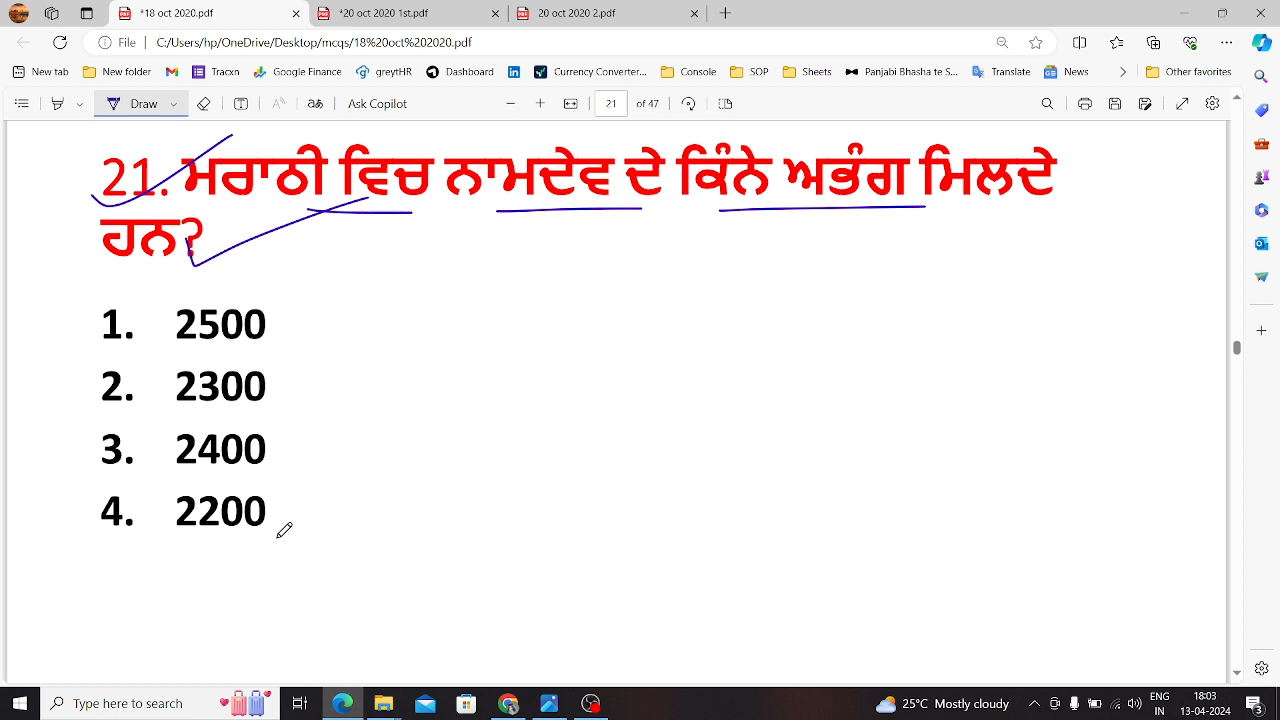 *18 oct 2020.pdf
*20 oct 2020 1st.pdf
20 oct 2020 2.pdf
File
C:/Users/hp/OneDrive/Desktop/mcqs/18%20oct%202020.pdf
New tab
New folder
M
Tracxn
Google Finance
greytHR
Dashboard
Currency Converter...
Console
SOP
Sheets
Panjabi Bhasha te S...
Translate
News
Other favorites
Draw
Ask Copilot
21 of 47
21. ਮਰਾਠੀ ਵਿਚ ਨਾਮਦੇਵ ਦੇ ਕਿੰਨੇ ਅਭੰਗ ਮਿਲਦੇ
ਹਨ?
1. 2500
2. 2300
3. 2400
4. 2200
Type here to search
25°C Mostly cloudy
ENG
IN
18:03
13-04-2024